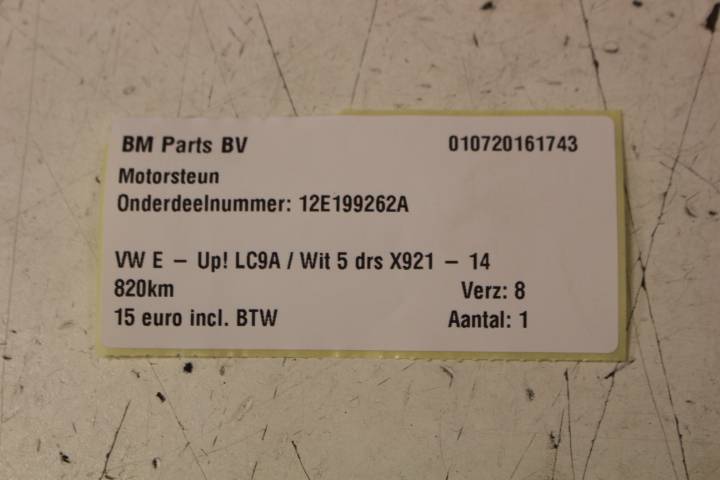 BM Parts BV 010720161743
Motorsteun
Onderdeelnummer: 12E199262A
VW E – Up! LC9A / Wit 5 drs X921 – 14
820km Verz: 8
15 euro incl. BTW Aantal: 1